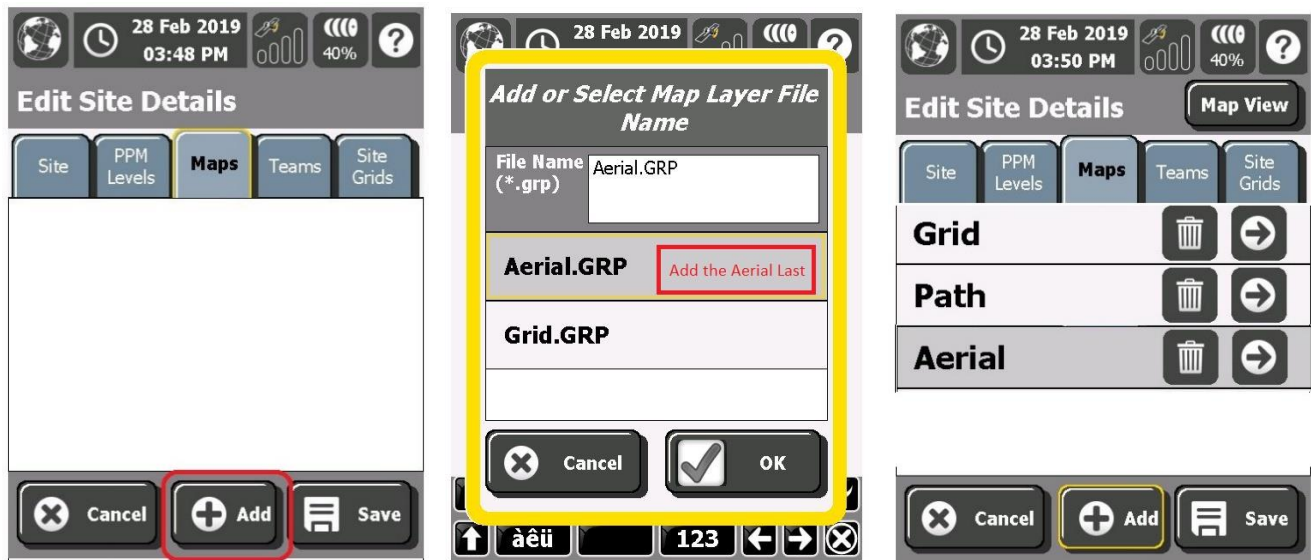 28 Feb 2019
03:48 PM
40%
?
Edit Site Details
Site
PPM
Levels
Maps
Teams
Site
Grids
Cancel
Add
Save
28 Feb 2019
?
Add or Select Map Layer File
Name
File Name
(*.grp)
Aerial.GRP
Aerial.GRP
Add the Aerial Last
Grid.GRP
Cancel
OK
àêü
123
28 Feb 2019
03:50 PM
40%
?
Edit Site Details
Map View
Site
PPM
Levels
Maps
Teams
Site
Grids
Grid
Path
Aerial
Cancel
Add
Save